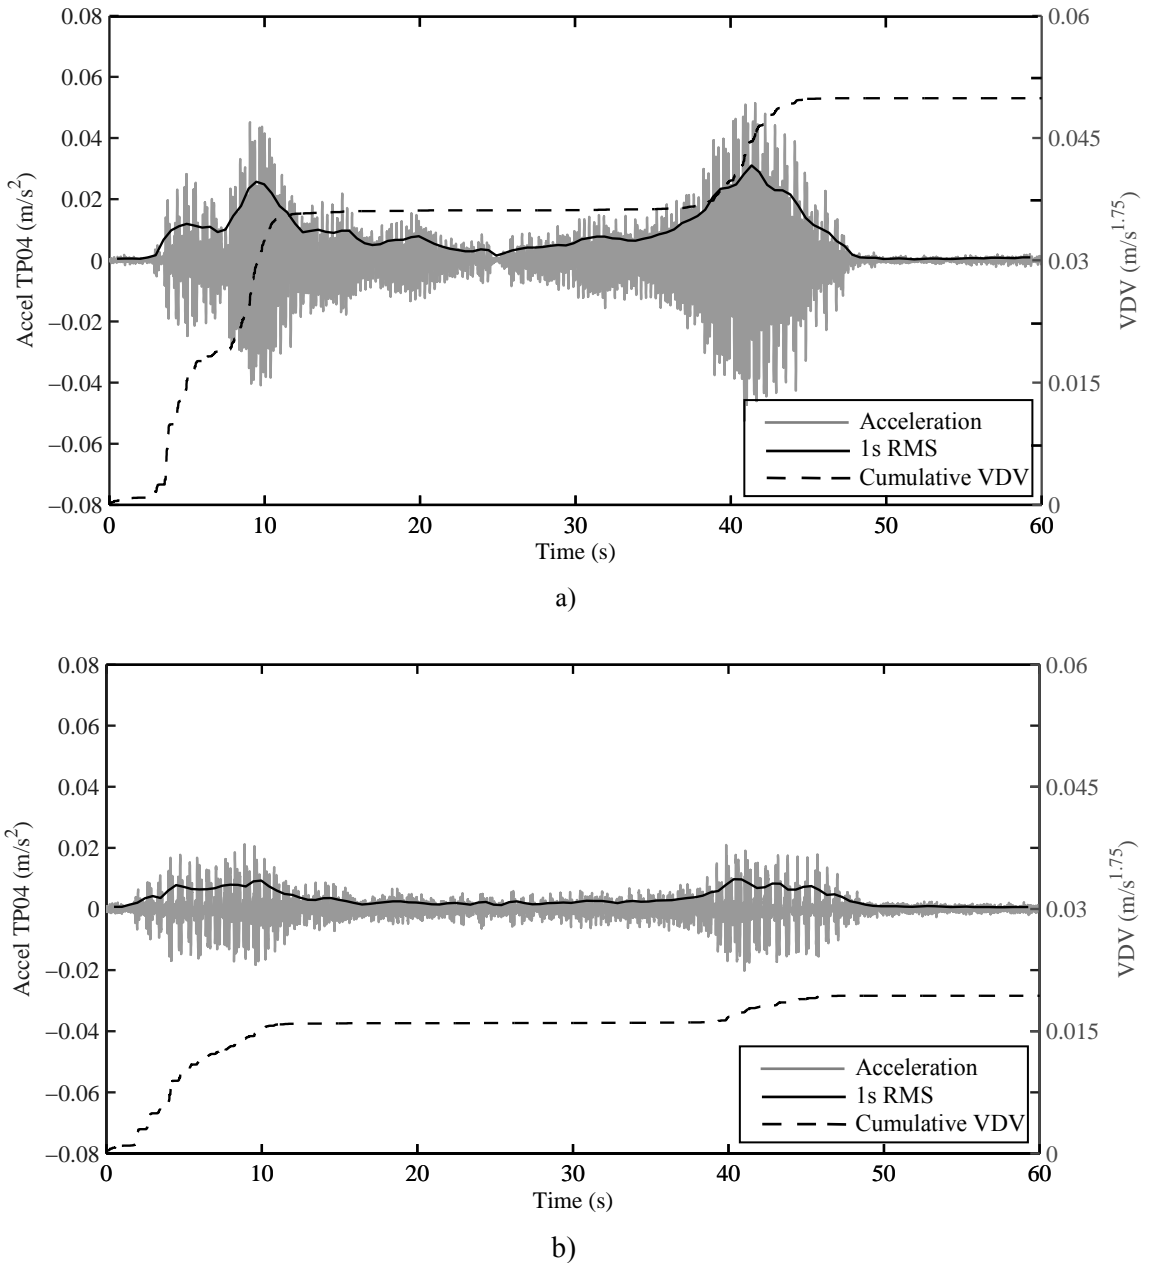 0.08
0.06
0.04
0.02
0
−0.02
−0.04
−0.06
−0.08
Accel TP04 (m/s²)
0.06
0.045
0.03
0.015
0
VDV (m/s^1.75)
Acceleration
1s RMS
Cumulative VDV
0 10 20 30 40 50 60
Time (s)
a)
0.08
0.06
0.04
0.02
0
−0.02
−0.04
−0.06
−0.08
Accel TP04 (m/s²)
0.06
0.045
0.03
0.015
0
VDV (m/s^1.75)
Acceleration
1s RMS
Cumulative VDV
0 10 20 30 40 50 60
Time (s)
b)